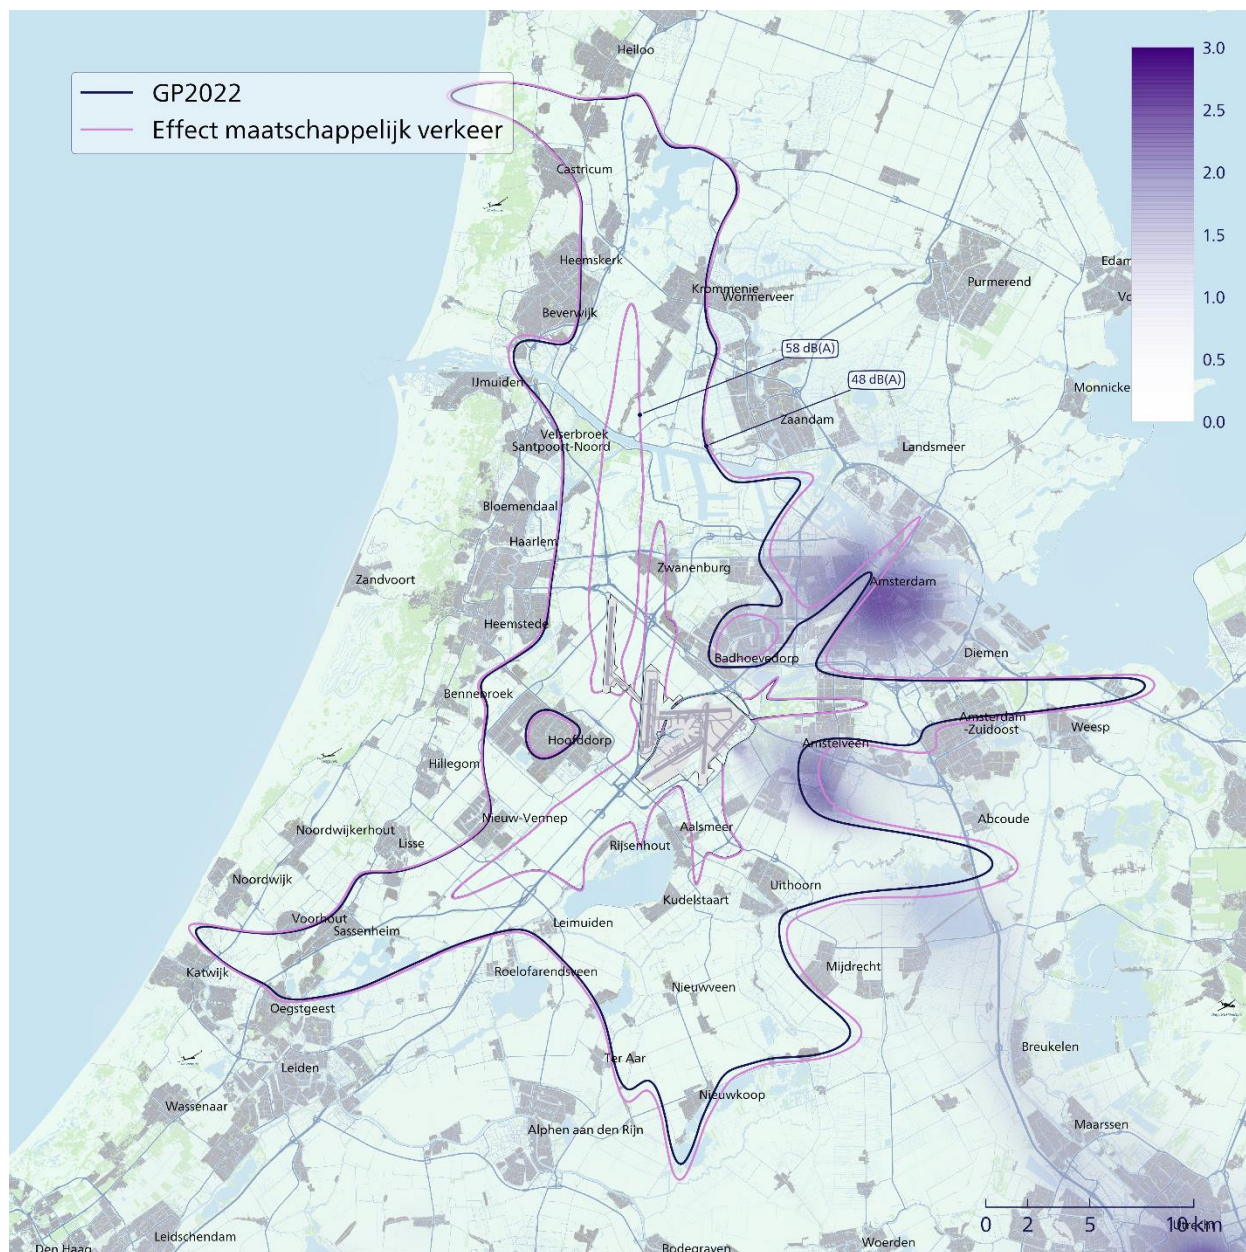 Heiloo
GP2022
Effect maatschappelijk verkeer
3.0
2.5
2.0
1.5
1.0
0.5
0.0
Castricum
Heemskerk
Edam
Krommenie
Wormerveer
Purmerend
Vo
Beverwijk
58 dB(A)
48 dB(A)
IJmuiden
Monnicke
Zaandam
Velserbroek
Santpoort-Noord
Landsmeer
Bloemendaal
Haarlem
Zwanenburg
Zandvoort
Amsterdam
Heemstede
Badhoevedorp
Diemen
Bennebroek
Amsterdam
-Zuidoost
Weesp
Hoofddorp
Amstelveen
Hillegom
Nieuw-Vennep
Abcoude
Noordwijkerhout
Aalsmeer
Lisse
Rijsenhout
Noordwijk
Uithoorn
Kudelstaart
Voorhout
Sassenheim
Leimuiden
Katwijk
Roelofarendsveen
Mijdrecht
Nieuwveen
Oegstgeest
Breukelen
Ter Aar
Leiden
Nieuwkoop
Wassenaar
Maarssen
Alphen aan den Rijn
0 2 5 10 km
Utrecht
Leidschendam
Woerden
Den Haag
Bodegraven